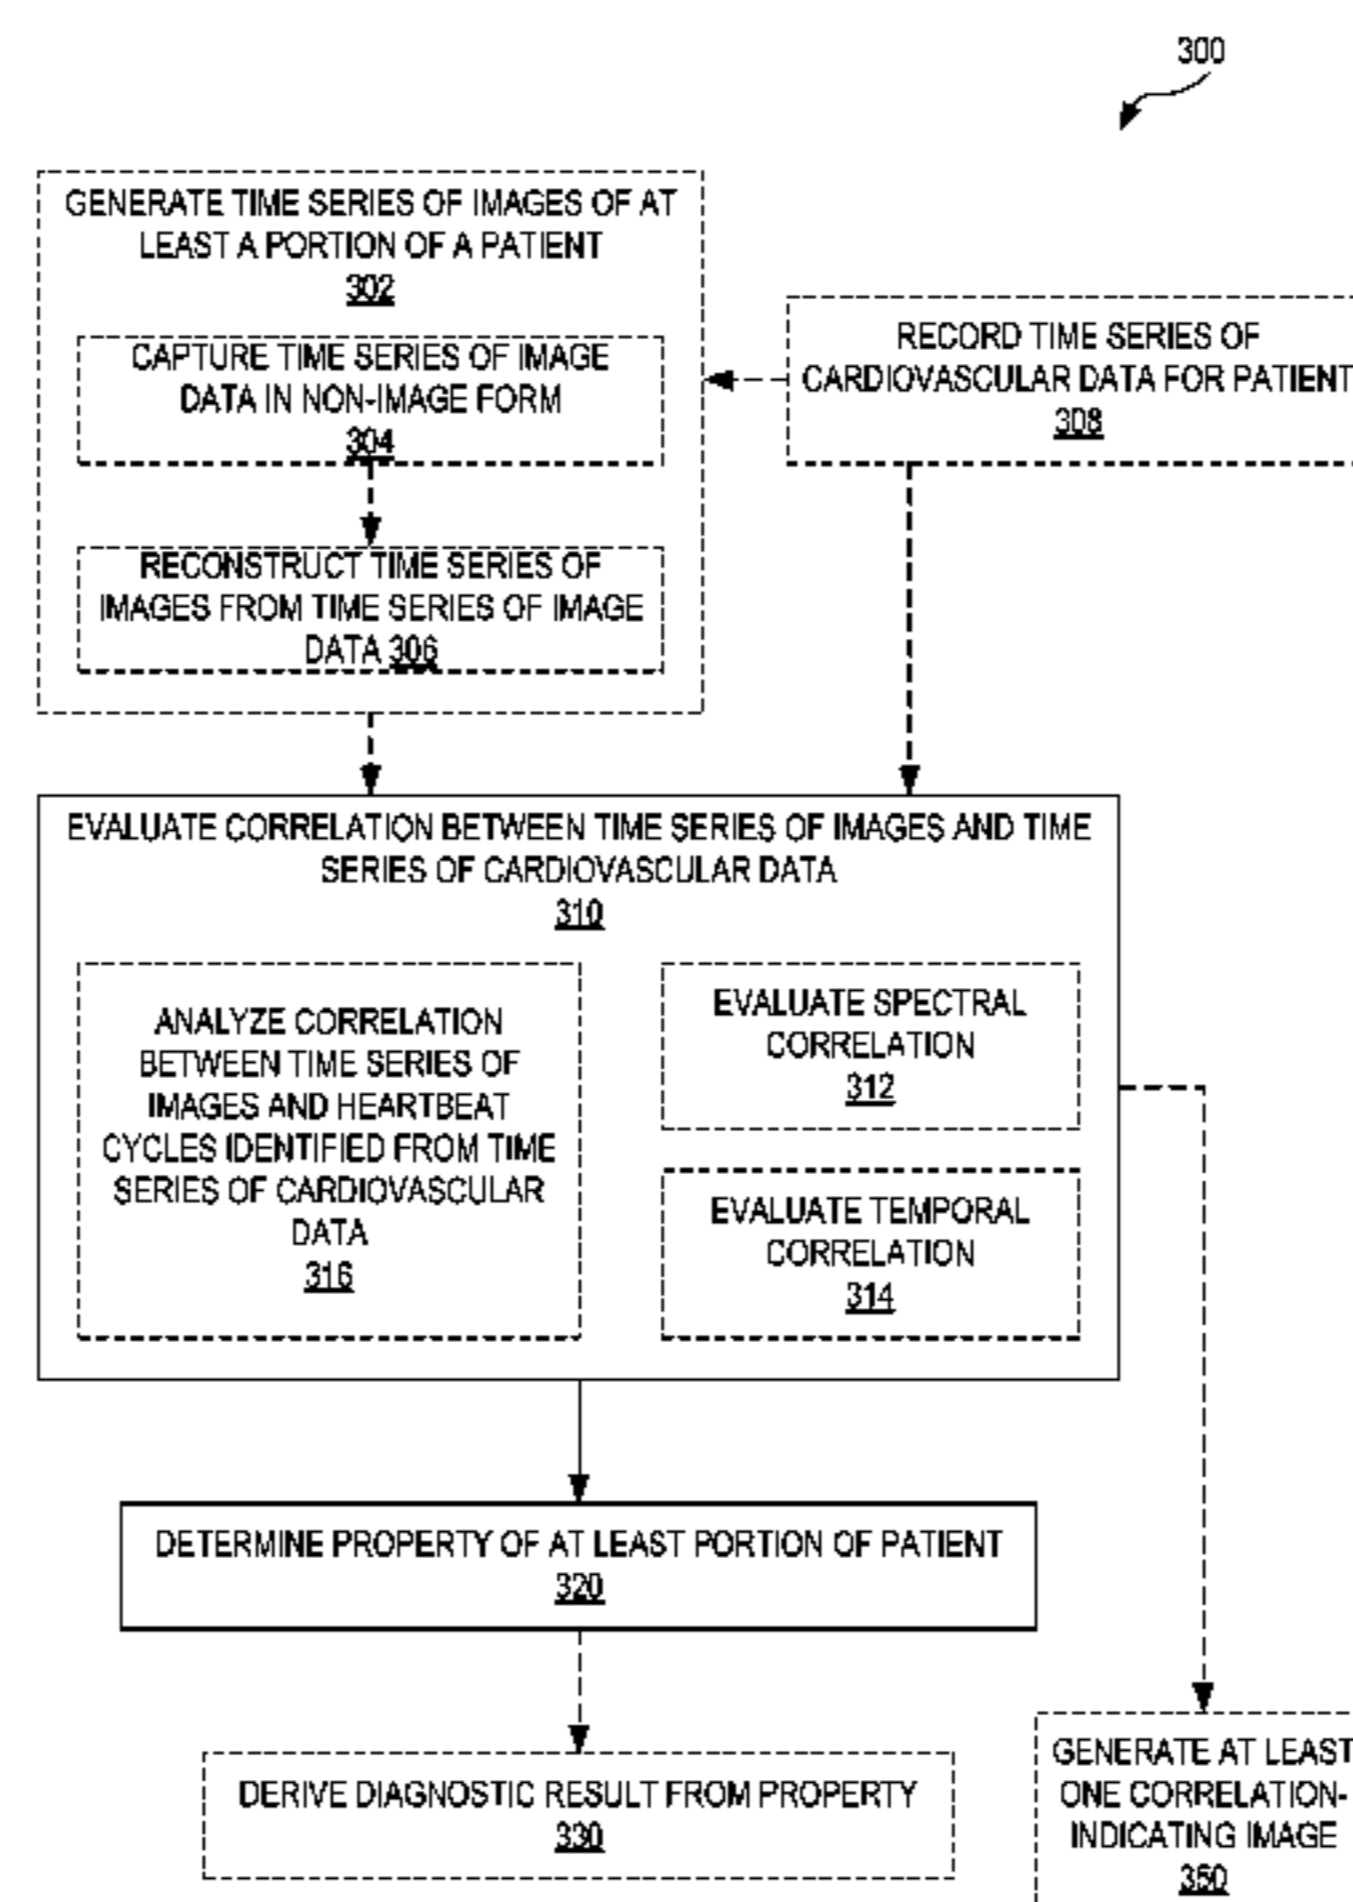 300
GENERATE TIME SERIES OF IMAGES OF AT
LEAST A PORTION OF A PATIENT
302
CAPTURE TIME SERIES OF IMAGE
DATA IN NON-IMAGE FORM
304
RECONSTRUCT TIME SERIES OF
IMAGES FROM TIME SERIES OF IMAGE
DATA 306
RECORD TIME SERIES OF
CARDIOVASCULAR DATA FOR PATIENT
308
EVALUATE CORRELATION BETWEEN TIME SERIES OF IMAGES AND TIME
SERIES OF CARDIOVASCULAR DATA
310
ANALYZE CORRELATION
BETWEEN TIME SERIES OF
IMAGES AND HEARTBEAT
CYCLES IDENTIFIED FROM TIME
SERIES OF CARDIOVASCULAR
DATA
316
EVALUATE SPECTRAL
CORRELATION
312
EVALUATE TEMPORAL
CORRELATION
314
DETERMINE PROPERTY OF AT LEAST PORTION OF PATIENT
320
DERIVE DIAGNOSTIC RESULT FROM PROPERTY
330
GENERATE AT LEAST
ONE CORRELATION-
INDICATING IMAGE
350